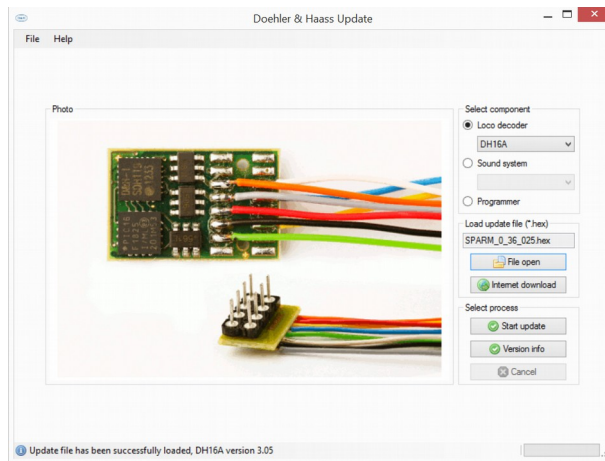 Doehler & Haass Update
File Help
Photo
Select component
Loco decoder
DH16A
Sound system
Programmer
Load update file (*.hex)
SPARM_0_36_025.hex
File open
Internet download
Select process
Start update
Version info
Cancel
Update file has been successfully loaded, DH16A version 3.05